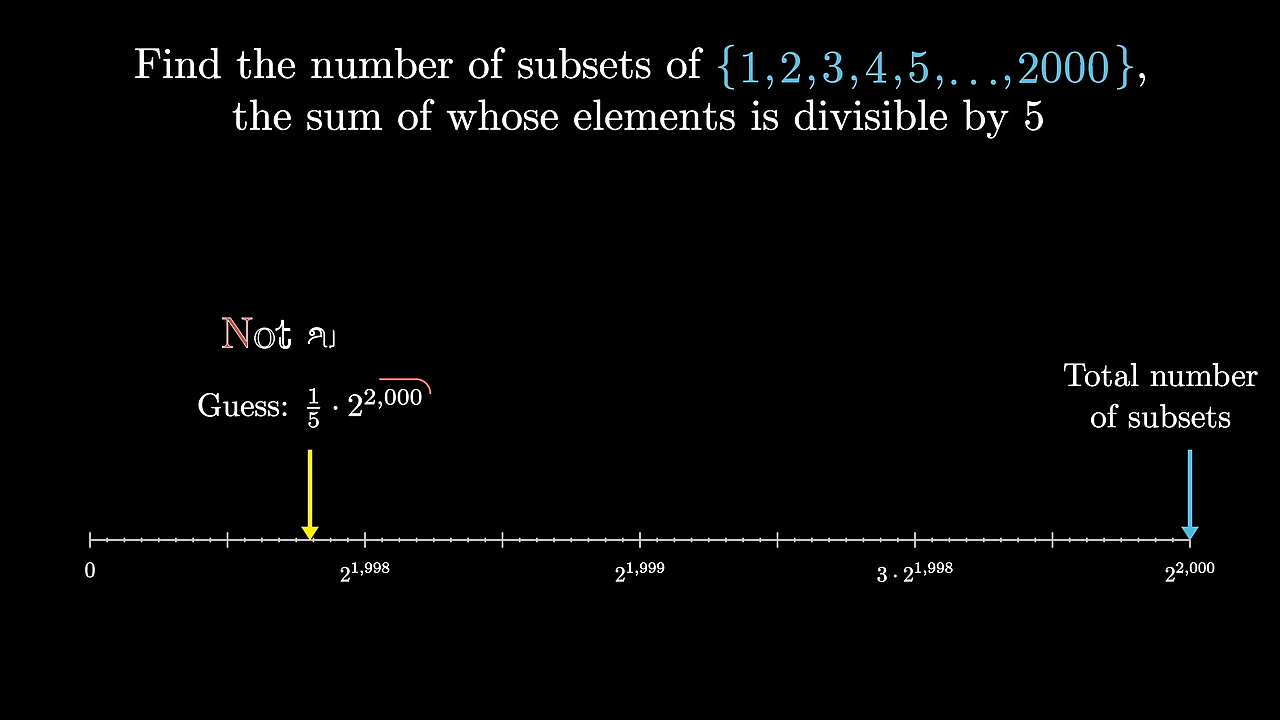 Find the number of subsets of {1,2,3,4,5,...,2000},
the sum of whose elements is divisible by 5
Not
Guess: 1/5 · 2^2,000
Total number
of subsets
0 2^1,998 2^1,999 3 · 2^1,998 2^2,000